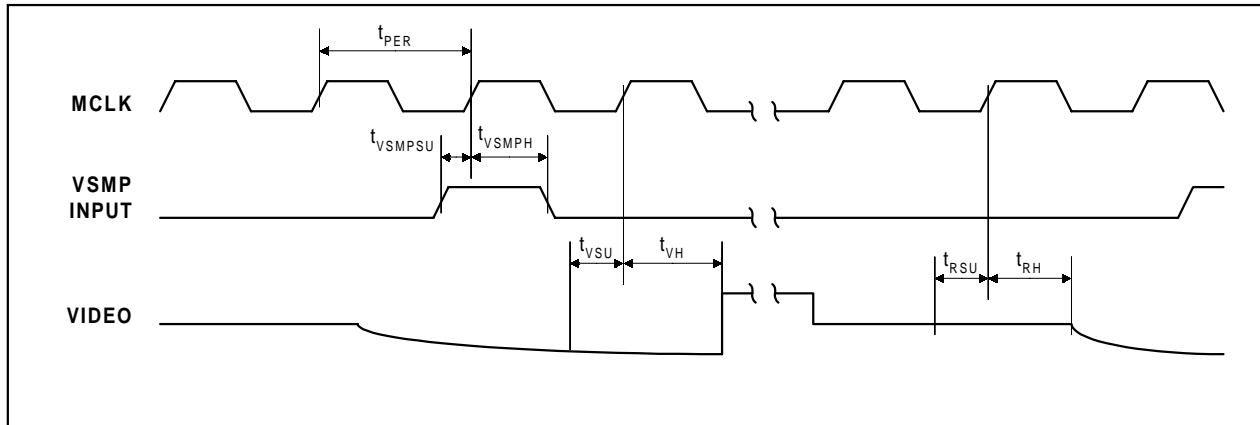 tPER
MCLK
tVSMPSU
tVSMPH
VSMP
INPUT
tVSU
tVH
tRSU
tRH
VIDEO